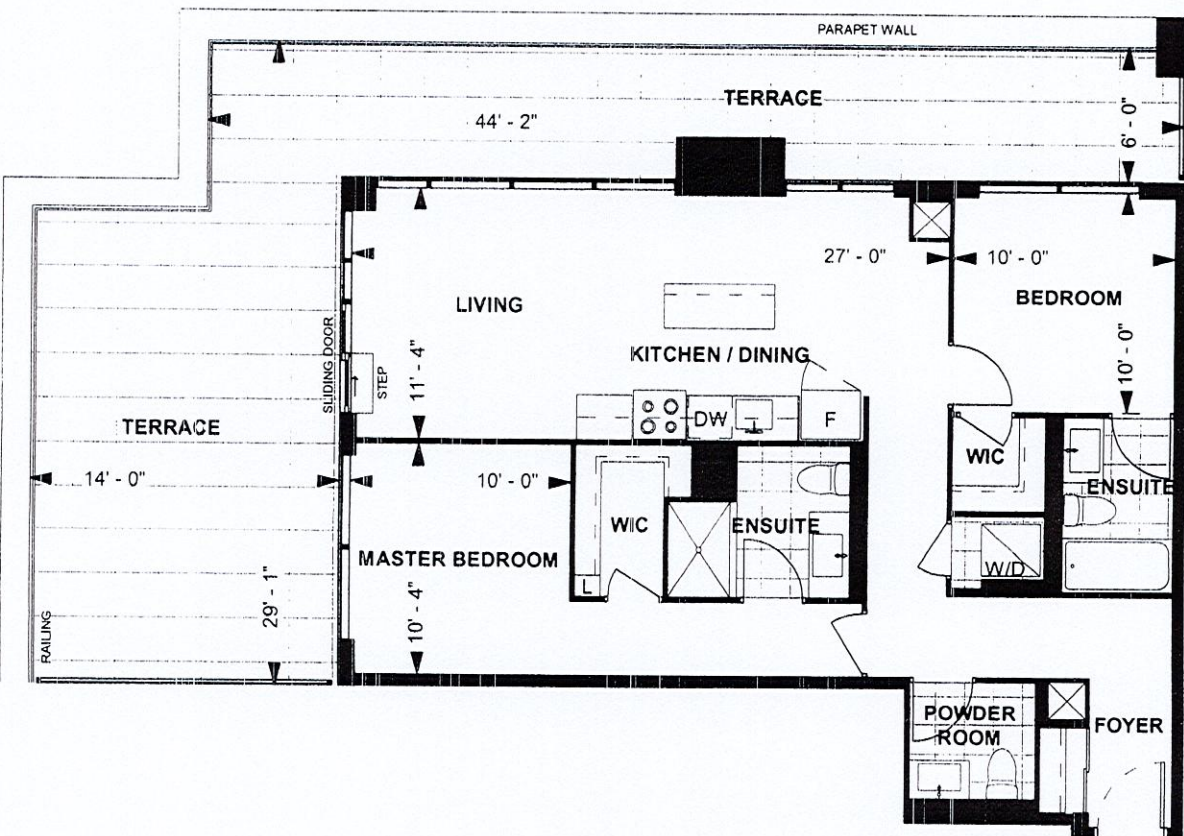 PARAPET WALL
TERRACE
44' - 2"
6' - 0"
27' - 0"
10' - 0"
BEDROOM
LIVING
KITCHEN / DINING
SLIDING DOOR
STEP
11' - 4"
10' - 0"
DW
F
TERRACE
14' - 0"
10' - 0"
WIC
ENSUITE
WIC
ENSUITE
MASTER BEDROOM
W/D
L
29' - 1"
10' - 4"
RAILING
POWDER
ROOM
FOYER